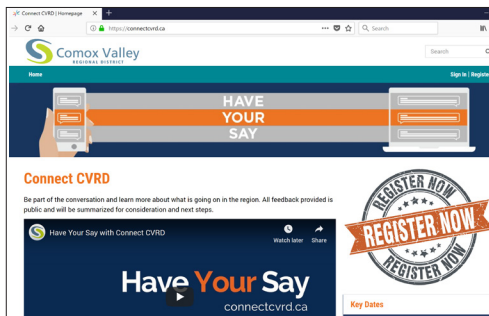 Connect CVRD | Homepage
https://connectcvrd.ca
Search
Comox Valley
REGIONAL DISTRICT
Search
Home
Sign In | Registe
HAVE
YOUR
SAY
Connect CVRD
Be part of the conversation and learn more about what is going on in the region. All feedback provided is
public and will be summarized for consideration and next steps.
Have Your Say with Connect CVRD
Watch later
Share
Have Your Say
connectcvrd.ca
REGISTER NOW
REGISTER NOW
REGISTER NOW
Key Dates